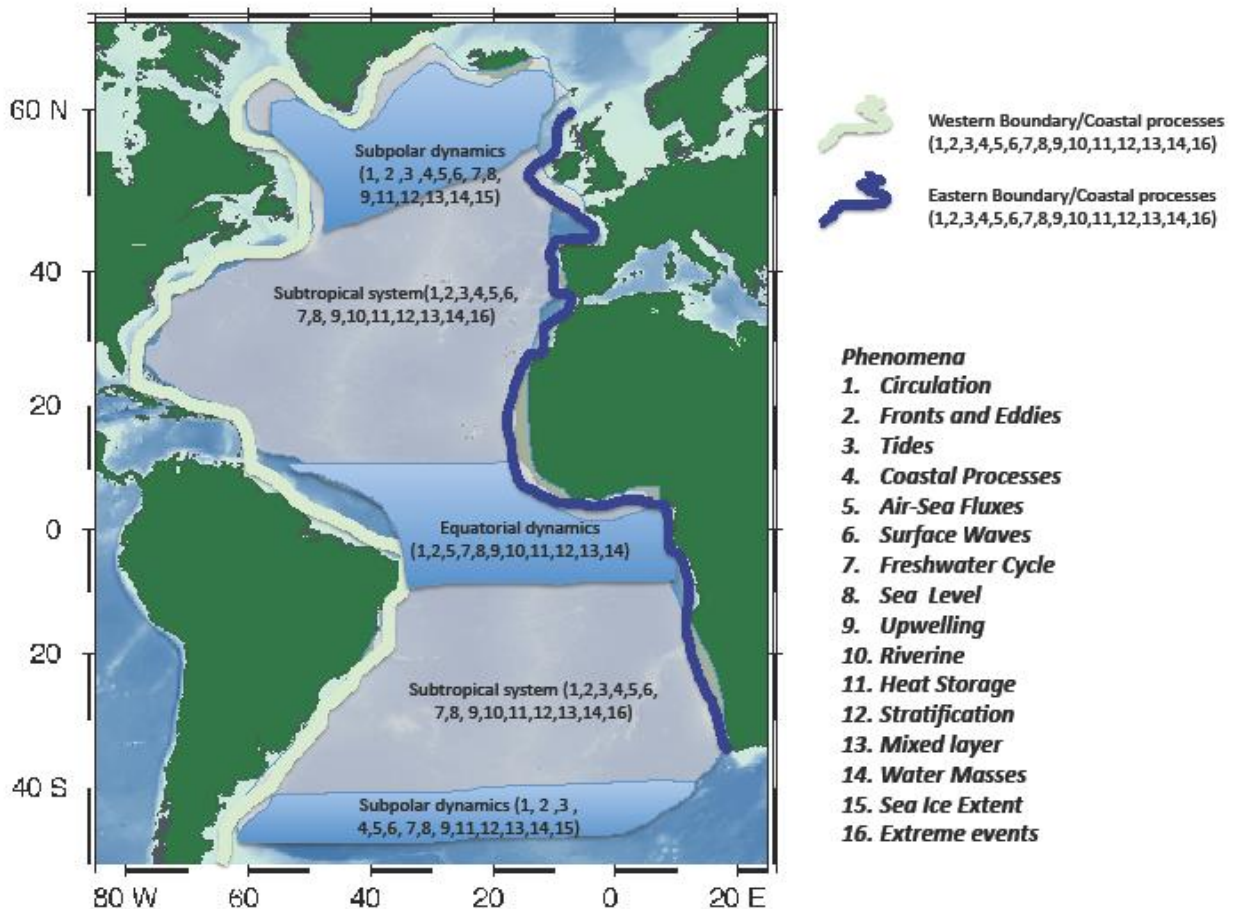 60 N
40
20
0
20
40 S
80 W
60
40
20
0
20 E
Subpolar dynamics
(1, 2 ,3 ,4,5,6, 7,8,
9,11,12,13,14,15)
Subtropical system(1,2,3,4,5,6,
7,8, 9,10,11,12,13,14,16)
Equatorial dynamics
(1,2,5,7,8,9,10,11,12,13,14)
Subtropical system (1,2,3,4,5,6,
7,8, 9,10,11,12,13,14,16)
Subpolar dynamics (1, 2 ,3 ,
4,5,6, 7,8, 9,11,12,13,14,15)
Western Boundary/Coastal processes
(1,2,3,4,5,6,7,8,9,10,11,12,13,14,16)
Eastern Boundary/Coastal processes
(1,2,3,4,5,6,7,8,9,10,11,12,13,14,16)
Phenomena
1. Circulation
2. Fronts and Eddies
3. Tides
4. Coastal Processes
5. Air-Sea Fluxes
6. Surface Waves
7. Freshwater Cycle
8. Sea Level
9. Upwelling
10. Riverine
11. Heat Storage
12. Stratification
13. Mixed layer
14. Water Masses
15. Sea Ice Extent
16. Extreme events